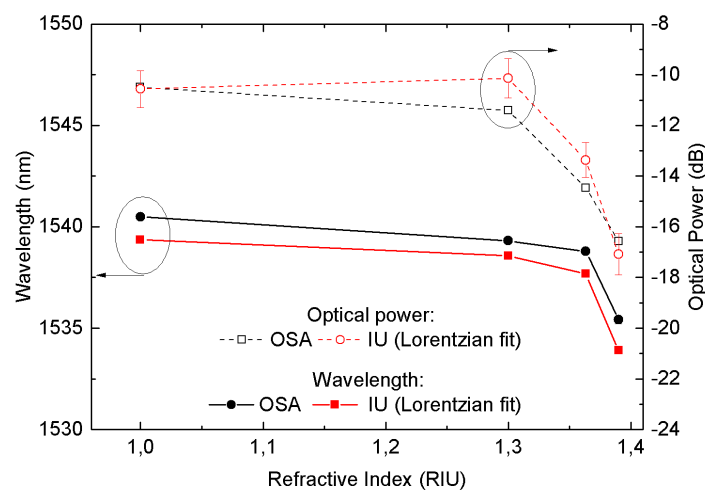 1550
1545
1540
1535
1530
Wavelength (nm)
-8
-10
-12
-14
-16
-18
-20
-22
-24
Optical Power (dB)
Optical power:
OSA IU (Lorentzian fit)
Wavelength:
OSA IU (Lorentzian fit)
1,0 1,1 1,2 1,3 1,4
Refractive Index (RIU)